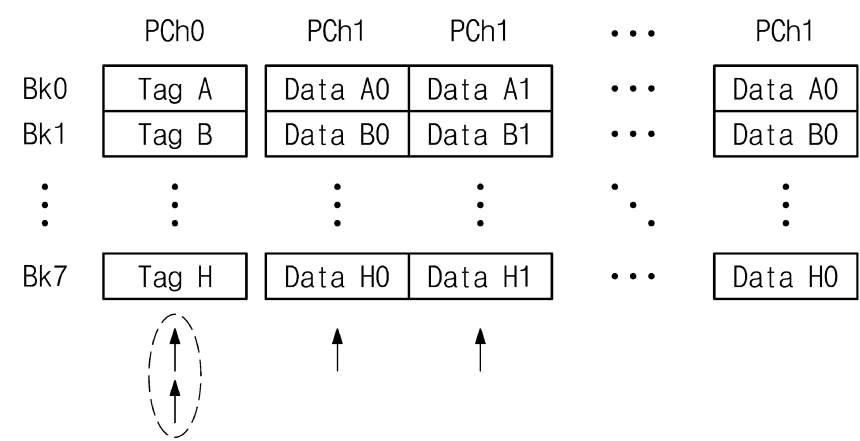 PCh0 PCh1 PCh1 ··· PCh1
Bk0 Tag A Data A0 Data A1 ··· Data A0
Bk1 Tag B Data B0 Data B1 ··· Data B0
Bk7 Tag H Data H0 Data H1 ··· Data H0